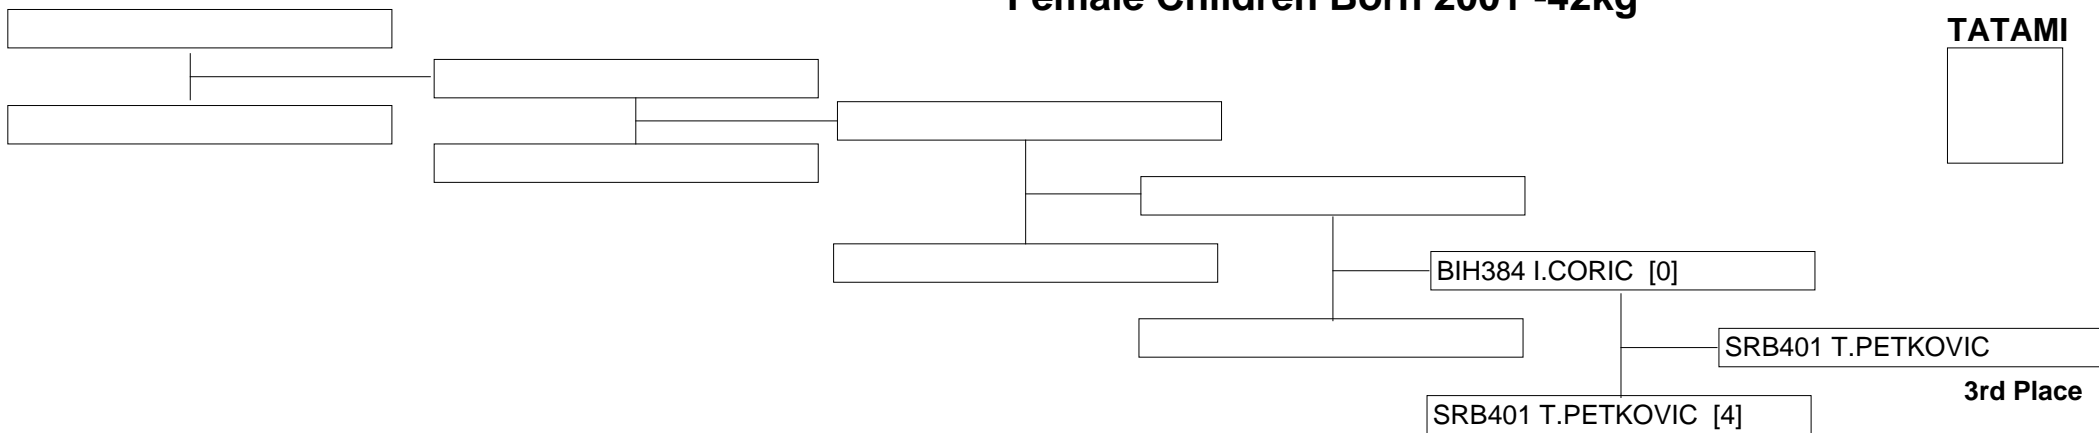 Female Children Born 2001 -42kg
TATAMI
BIH384 I.CORIC [0]
SRB401 T.PETKOVIC
3rd Place
SRB401 T.PETKOVIC [4]